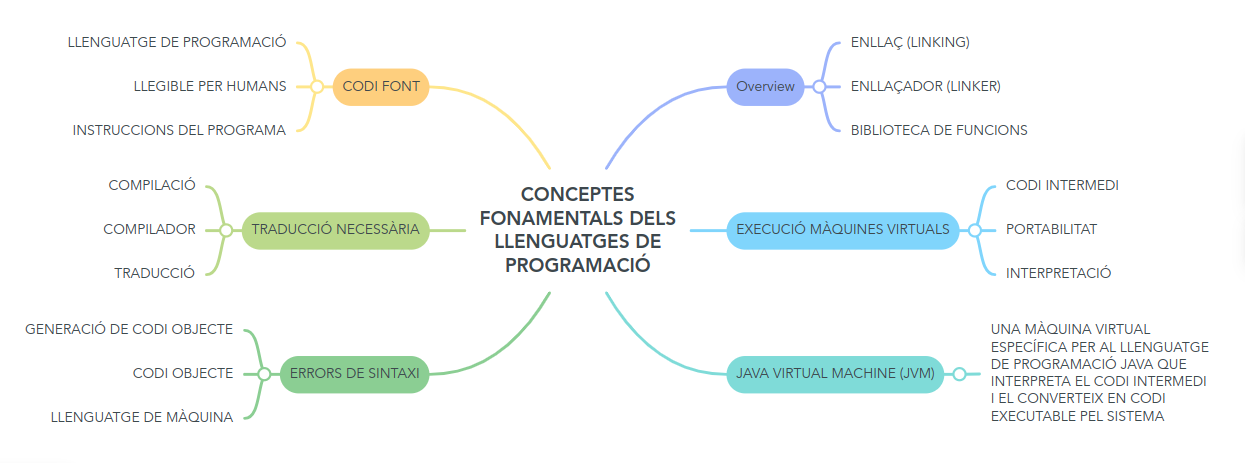 CONCEPTES
FONAMENTALS DELS
LLENGUATGES DE
PROGRAMACIÓ
CODI FONT
LLENGUATGE DE PROGRAMACIÓ
LLEGIBLE PER HUMANS
INSTRUCCIONS DEL PROGRAMA
TRADUCCIÓ NECESSÀRIA
COMPILACIÓ
COMPILADOR
TRADUCCIÓ
ERRORS DE SINTAXI
GENERACIÓ DE CODI OBJECTE
CODI OBJECTE
LLENGUATGE DE MÀQUINA
Overview
ENLLAÇ (LINKING)
ENLLAÇADOR (LINKER)
BIBLIOTECA DE FUNCIONS
EXECUCIÓ MÀQUINES VIRTUALS
CODI INTERMEDI
PORTABILITAT
INTERPRETACIÓ
JAVA VIRTUAL MACHINE (JVM)
UNA MÀQUINA VIRTUAL
ESPECÍFICA PER AL LLENGUATGE
DE PROGRAMACIÓ JAVA QUE
INTERPRETA EL CODI INTERMEDI
I EL CONVERTEIX EN CODI
EXECUTABLE PEL SISTEMA